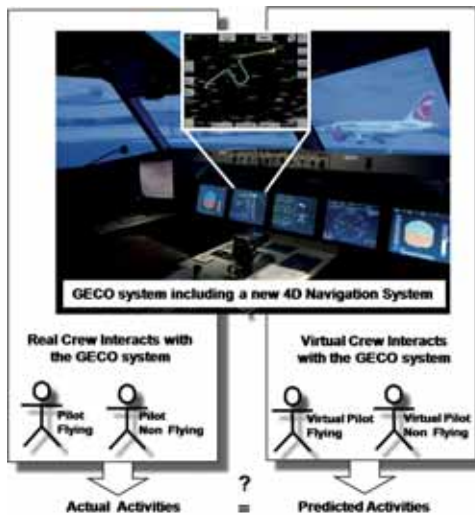 GECO system including a new 4D Navigation System
Real Crew Interacts with
the GECO system
Virtual Crew Interacts
with the GECO system
Pilot
Flying
Pilot
Non Flying
Virtual Pilot
Flying
Virtual Pilot
Non Flying
?
Actual Activities = Predicted Activities